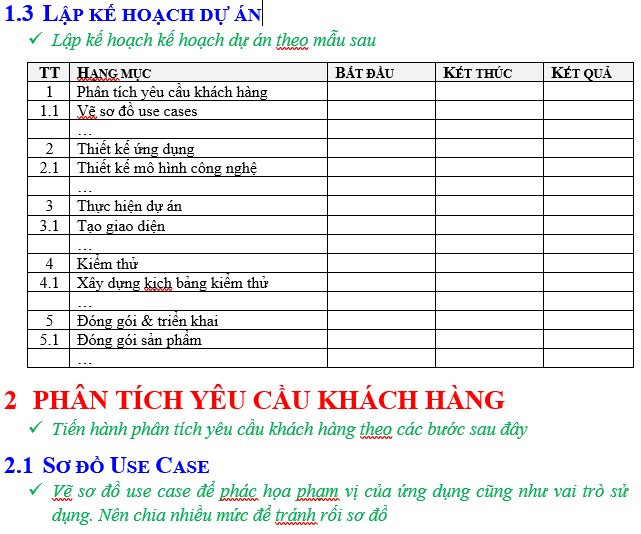 1.3 LẬP KẾ HOẠCH DỰ ÁN
✓ Lập kế hoạch kế hoạch dự án theo mẫu sau
TT HẠNG MỤC BẮT ĐẦU KẾT THÚC KẾT QUẢ
1 Phân tích yêu cầu khách hàng
1.1 Vẽ sơ đồ use cases
…
2 Thiết kế ứng dụng
2.1 Thiết kế mô hình công nghệ
…
3 Thực hiện dự án
3.1 Tạo giao diện
…
4 Kiểm thử
4.1 Xây dựng kịch bảng kiểm thử
…
5 Đóng gói & triển khai
5.1 Đóng gói sản phẩm
…
2 PHÂN TÍCH YÊU CẦU KHÁCH HÀNG
✓ Tiến hành phân tích yêu cầu khách hàng theo các bước sau đây
2.1 SƠ ĐỒ USE CASE
✓ Vẽ sơ đồ use case để phác họa phạm vị của ứng dụng cũng như vai trò sử
dụng. Nên chia nhiều mức để tránh rối sơ đồ